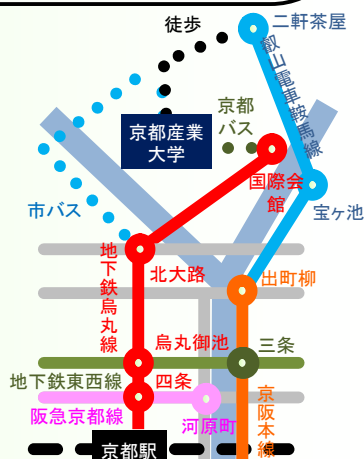 徒歩
二軒茶屋
叡山電車鞍馬線
京都
バス
京都産業
大学
国際会
館
市バス
宝ヶ池
地下鉄烏丸線
北大路
出町柳
烏丸御池
三条
地下鉄東西線
四条
阪急京都線
河原町
京阪本線
京都駅